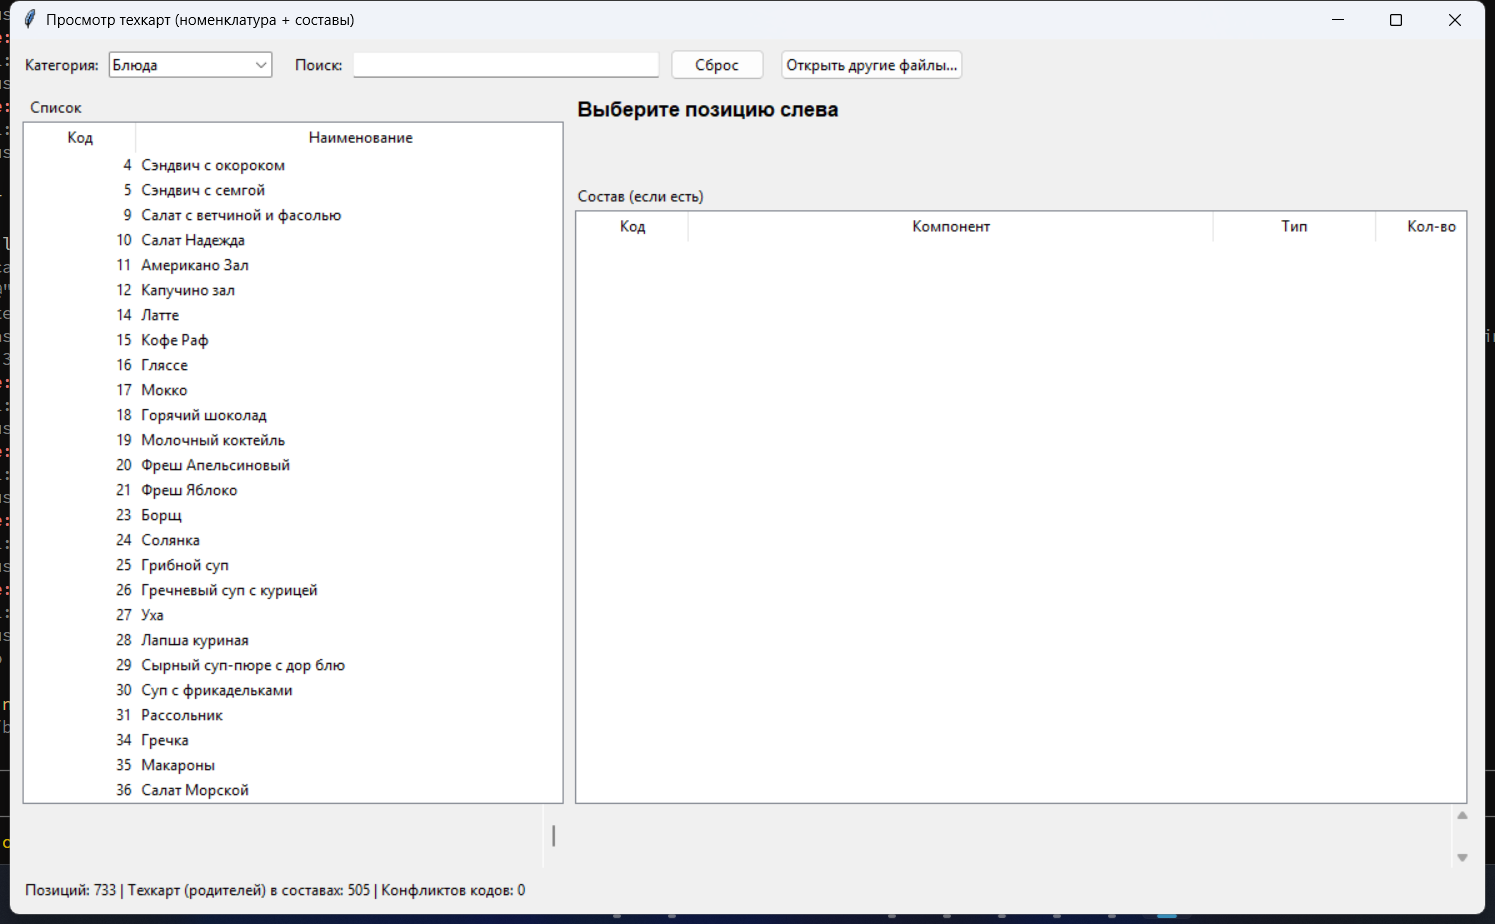 Просмотр техкарт (номенклатура + составы)
Категория: Блюда Поиск: Сброс Открыть другие файлы...
Список
Код Наименование
4 Сэндвич с окороком
5 Сэндвич с семгой
9 Салат с ветчиной и фасолью
10 Салат Надежда
11 Американо Зал
12 Капучино зал
14 Латте
15 Кофе Раф
16 Гляссе
17 Мокко
18 Горячий шоколад
19 Молочный коктейль
20 Фреш Апельсиновый
21 Фреш Яблоко
23 Борщ
24 Солянка
25 Грибной суп
26 Гречневый суп с курицей
27 Уха
28 Лапша куриная
29 Сырный суп-пюре с дор блю
30 Суп с фрикадельками
31 Рассольник
34 Гречка
35 Макароны
36 Салат Морской
Выберите позицию слева
Состав (если есть)
Код Компонент Тип Кол-во
Позиций: 733 | Техкарт (родителей) в составах: 505 | Конфликтов кодов: 0